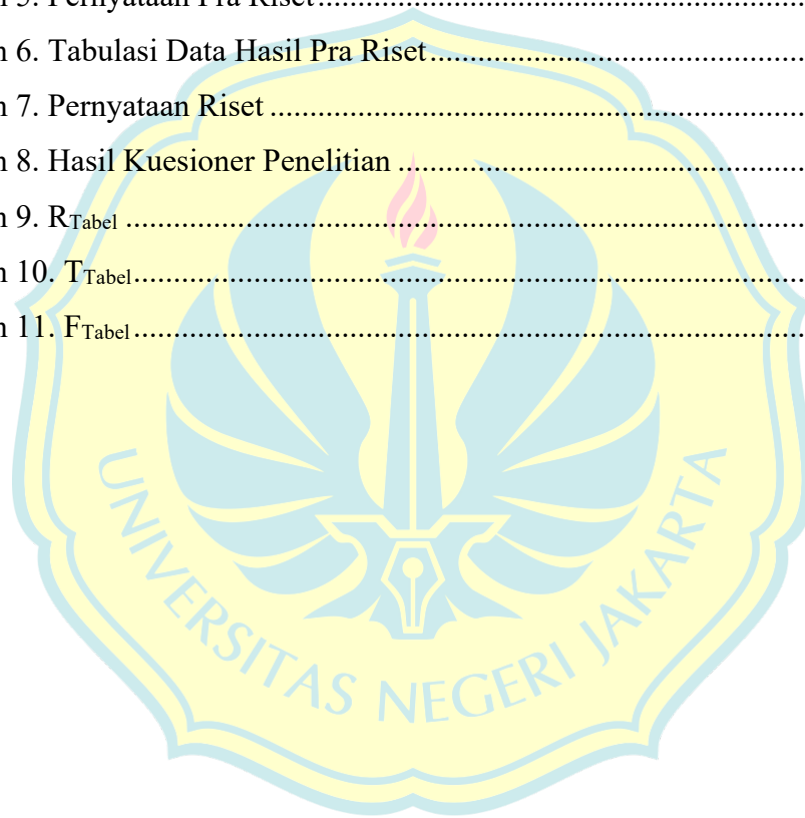 n 5. Pernyataan Pra Riset
n 6. Tabulasi Data Hasil Pra Riset
n 7. Pernyataan Riset
n 8. Hasil Kuesioner Penelitian
n 9. RTabel
n 10. TTabel
n 11. FTabel
UNIVERSITAS NEGERI JAKARTA